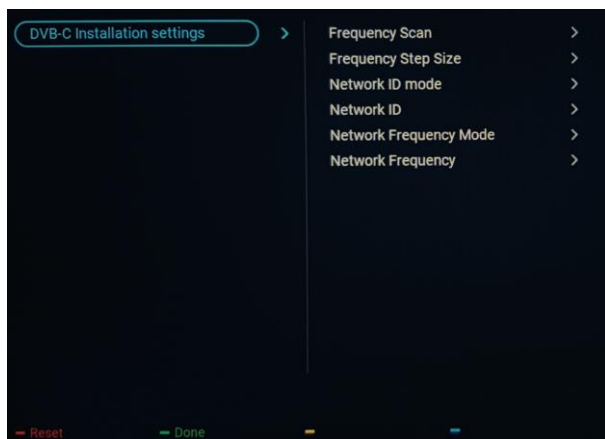 DVB-C Installation settings
Frequency Scan
Frequency Step Size
Network ID mode
Network ID
Network Frequency Mode
Network Frequency
Reset
Done